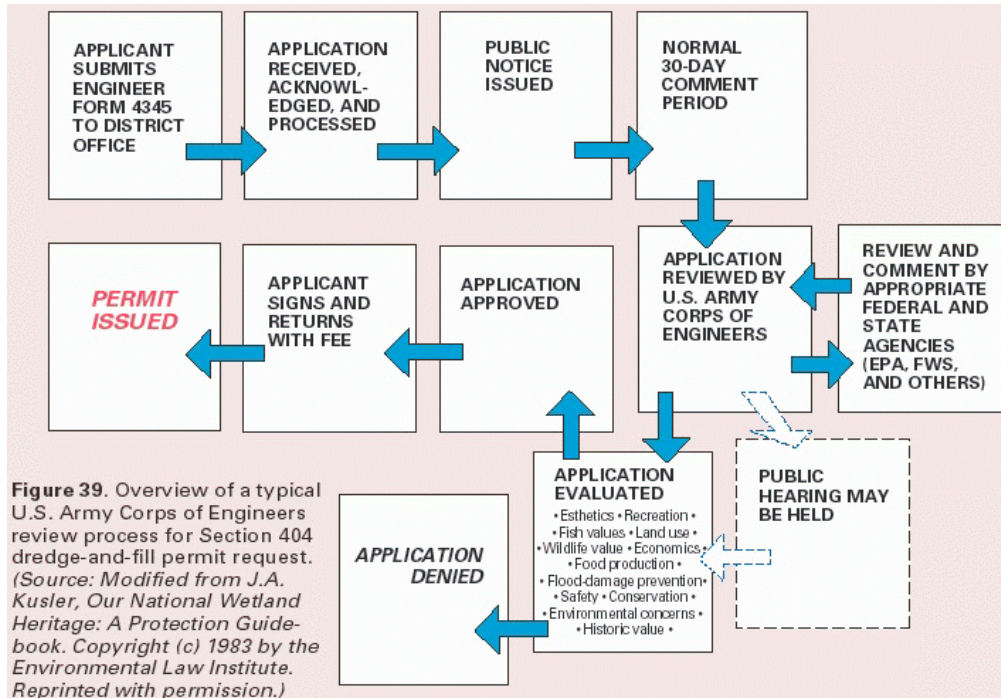 APPLICANT
SUBMITS
ENGINEER
FORM 4345
TO DISTRICT
OFFICE
APPLICATION
RECEIVED,
ACKNOWL-
EDGED, AND
PROCESSED
PUBLIC
NOTICE
ISSUED
NORMAL
30-DAY
COMMENT
PERIOD
APPLICATION
REVIEWED BY
U.S. ARMY
CORPS OF
ENGINEERS
REVIEW AND
COMMENT BY
APPROPRIATE
FEDERAL AND
STATE
AGENCIES
(EPA, FWS,
AND OTHERS)
PUBLIC
HEARING MAY
BE HELD
APPLICATION
EVALUATED
• Esthetics • Recreation •
• Fish values • Land use •
• Wildlife value • Economics •
• Food production •
• Flood-damage prevention •
• Safety • Conservation •
• Environmental concerns •
• Historic value •
APPLICATION
DENIED
APPLICATION
APPROVED
APPLICANT
SIGNS AND
RETURNS
WITH FEE
PERMIT
ISSUED
Figure 39. Overview of a typical
U.S. Army Corps of Engineers
review process for Section 404
dredge-and-fill permit request.
(Source: Modified from J.A.
Kusler, Our National Wetland
Heritage: A Protection Guide-
book. Copyright (c) 1983 by the
Environmental Law Institute.
Reprinted with permission.)